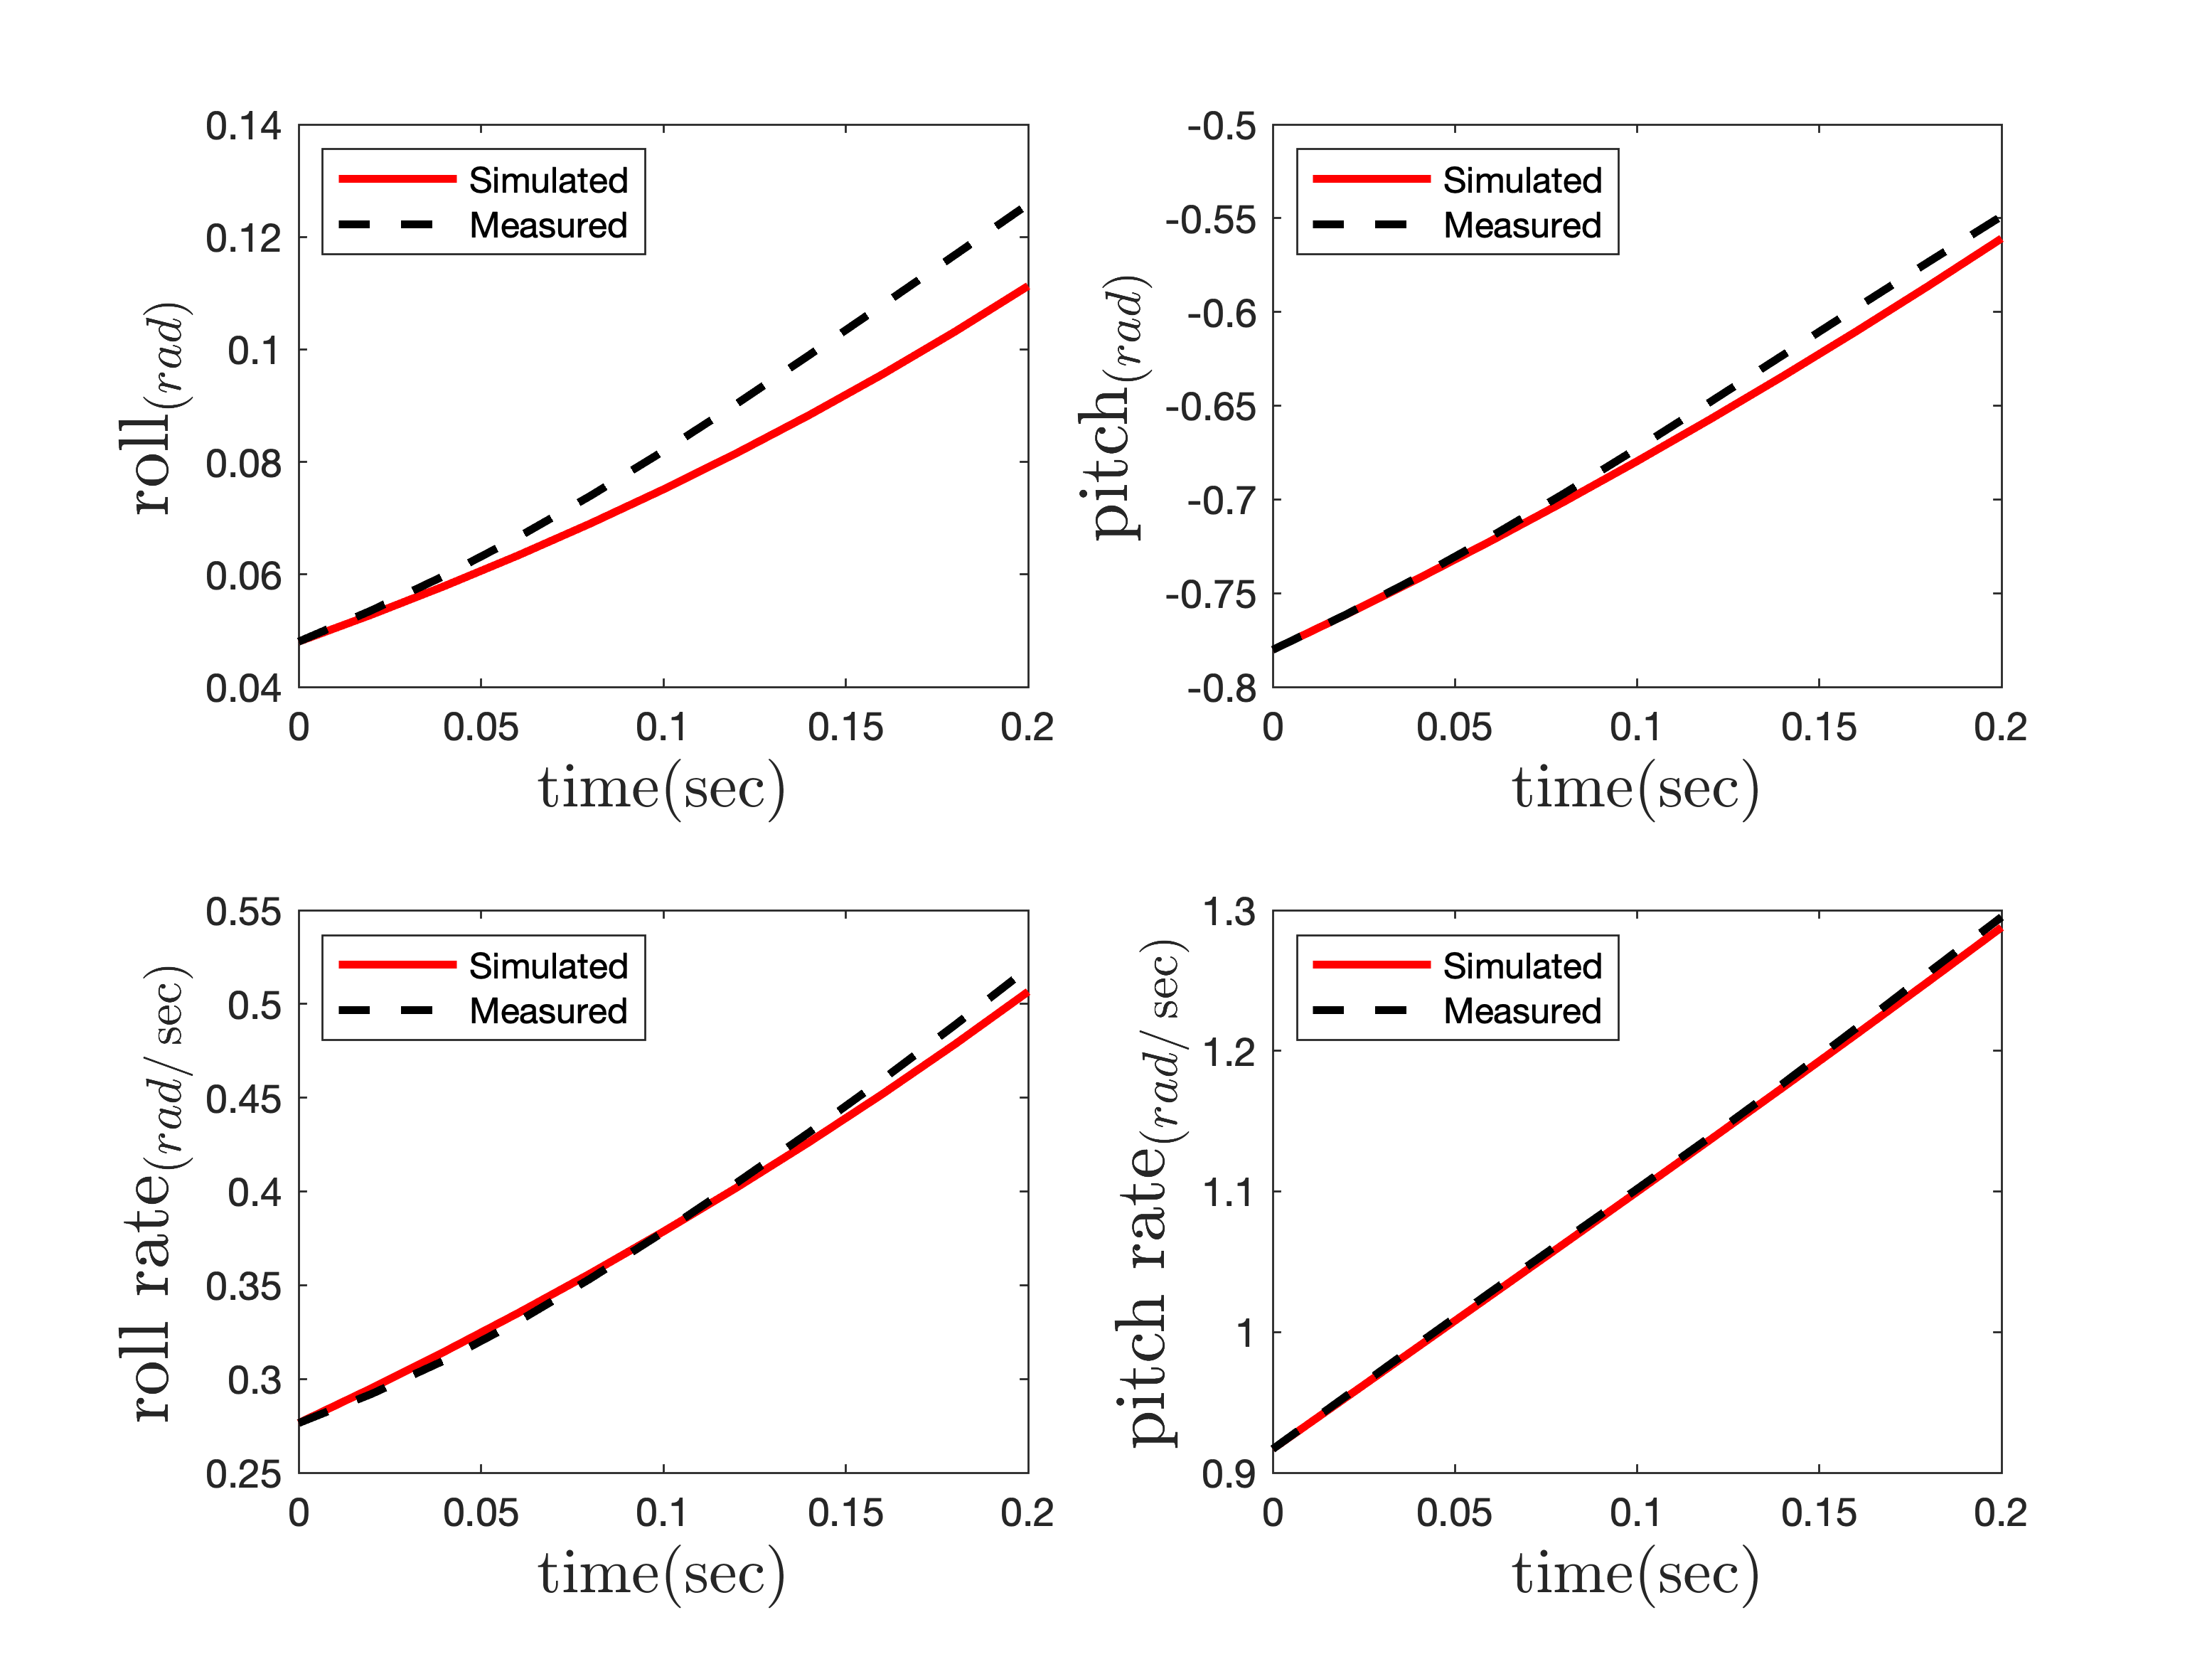 0.14
0.12
0.1
0.08
0.06
0.04
roll(rad)
Simulated
Measured
0 0.05 0.1 0.15 0.2
time(sec)
-0.5
-0.55
-0.6
-0.65
-0.7
-0.75
-0.8
pitch(rad)
Simulated
Measured
0 0.05 0.1 0.15 0.2
time(sec)
0.55
0.5
0.45
0.4
0.35
0.3
0.25
roll rate(rad/ sec)
Simulated
Measured
0 0.05 0.1 0.15 0.2
time(sec)
1.3
1.2
1.1
1
0.9
pitch rate(rad/ sec)
Simulated
Measured
0 0.05 0.1 0.15 0.2
time(sec)